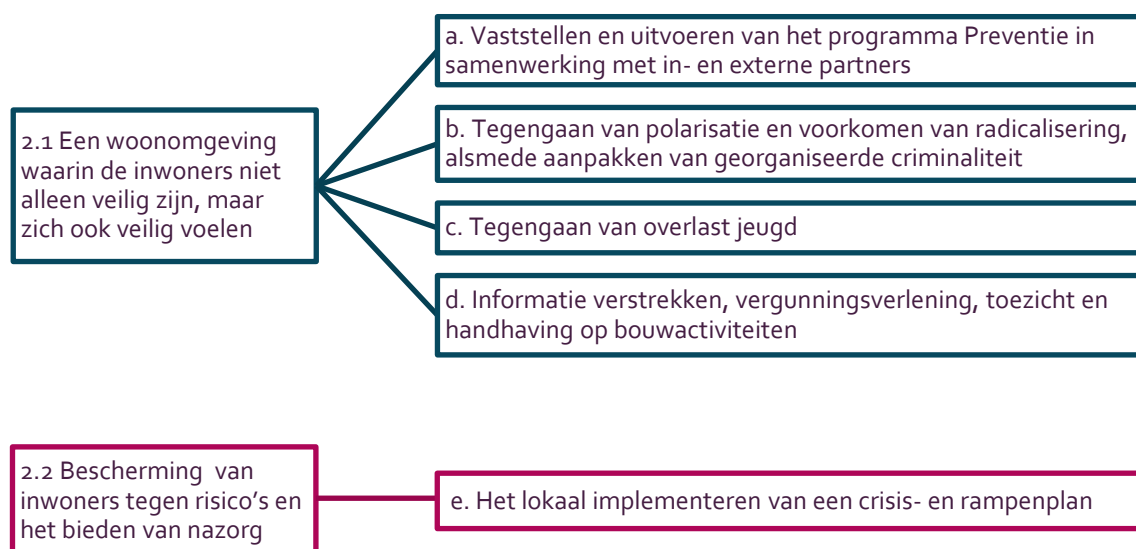 a. Vaststellen en uitvoeren van het programma Preventie in
samenwerking met in- en externe partners
2.1 Een woonomgeving
waarin de inwoners niet
alleen veilig zijn, maar
zich ook veilig voelen
b. Tegengaan van polarisatie en voorkomen van radicalisering,
alsmede aanpakken van georganiseerde criminaliteit
c. Tegengaan van overlast jeugd
d. Informatie verstrekken, vergunningsverlening, toezicht en
handhaving op bouwactiviteiten
2.2 Bescherming van
inwoners tegen risico's en
het bieden van nazorg
e. Het lokaal implementeren van een crisis- en rampenplan